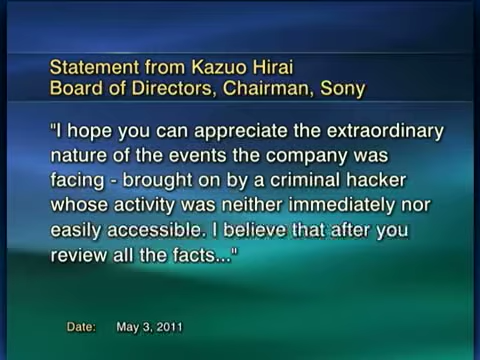 Statement from Kazuo Hirai
Board of Directors, Chairman, Sony
"I hope you can appreciate the extraordinary
nature of the events the company was
facing - brought on by a criminal hacker
whose activity was neither immediately nor
easily accessible. I believe that after you
review all the facts..."
Date: May 3, 2011